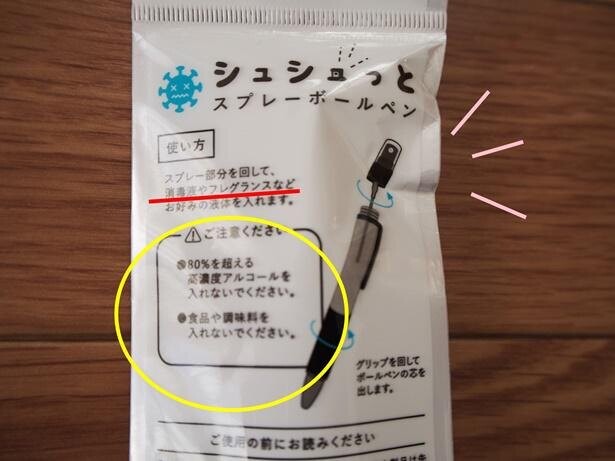 シュシュっと
スプレーボールペン
使い方
スプレー部分を回して、
消毒液やフレグランスなど
お好みの液体を入れます。
ご注意ください
●80%を超える
高濃度アルコールを
入れないでください。
●食品や調味料を
入れないでください。
グリップを回して
ボールペンの芯を
出します。
ご使用の前にお読みください